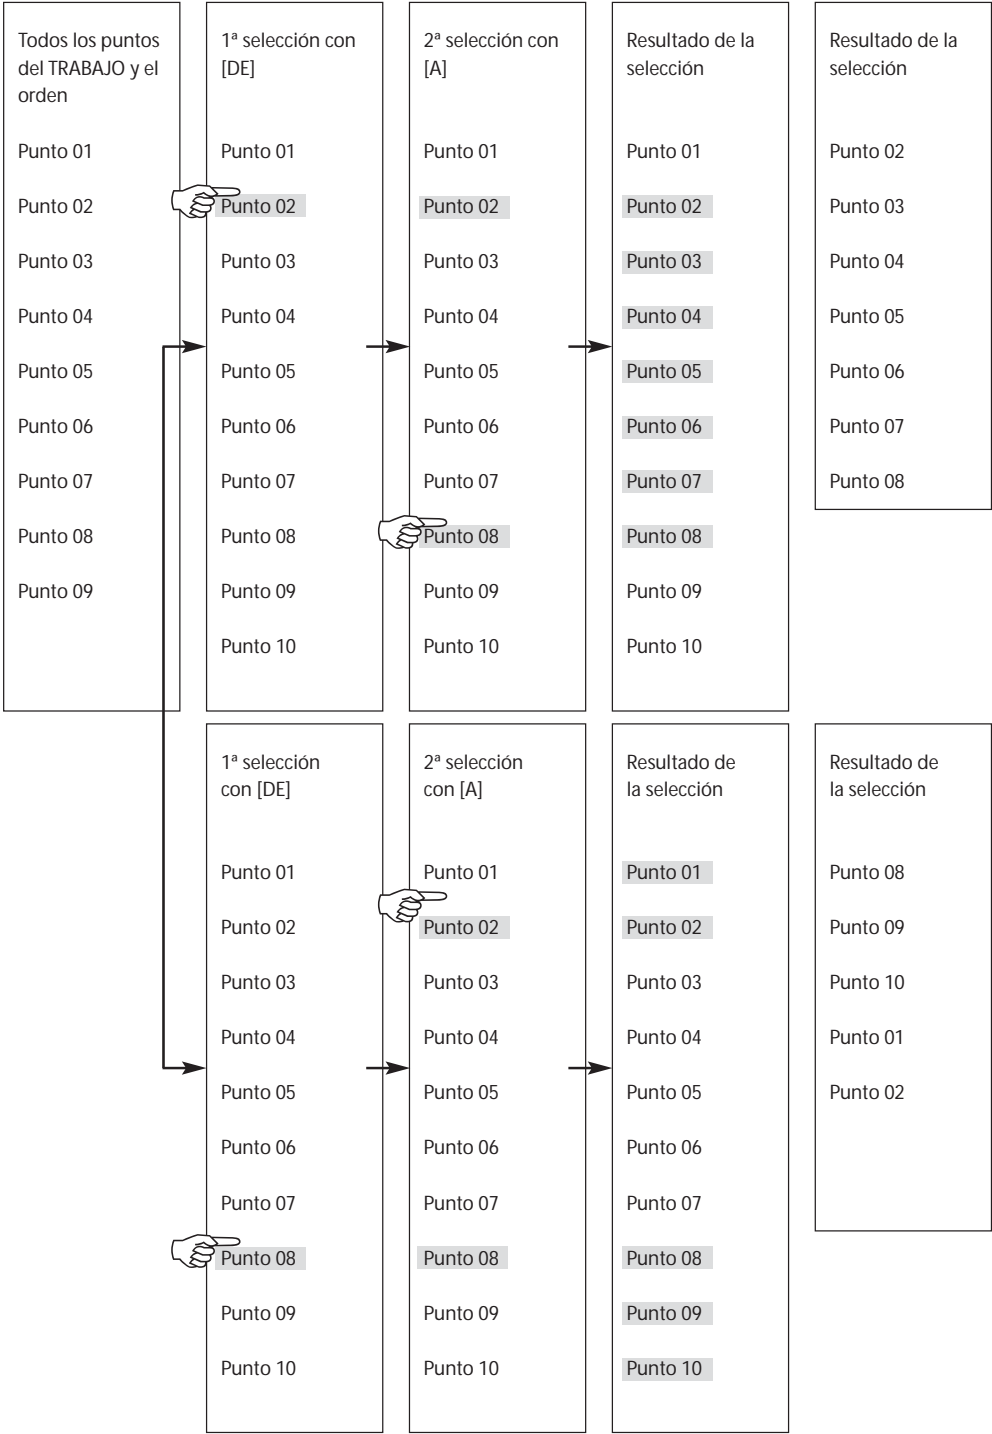 Todos los puntos
del TRABAJO y el
orden
Punto 01
Punto 02
Punto 03
Punto 04
Punto 05
Punto 06
Punto 07
Punto 08
Punto 09
1ª selección con
[DE]
Punto 01
Punto 02
Punto 03
Punto 04
Punto 05
Punto 06
Punto 07
Punto 08
Punto 09
Punto 10
2ª selección con
[A]
Punto 01
Punto 02
Punto 03
Punto 04
Punto 05
Punto 06
Punto 07
Punto 08
Punto 09
Punto 10
Resultado de la
selección
Punto 01
Punto 02
Punto 03
Punto 04
Punto 05
Punto 06
Punto 07
Punto 08
Punto 09
Punto 10
Resultado de la
selección
Punto 02
Punto 03
Punto 04
Punto 05
Punto 06
Punto 07
Punto 08
1ª selección
con [DE]
Punto 01
Punto 02
Punto 03
Punto 04
Punto 05
Punto 06
Punto 07
Punto 08
Punto 09
Punto 10
2ª selección
con [A]
Punto 01
Punto 02
Punto 03
Punto 04
Punto 05
Punto 06
Punto 07
Punto 08
Punto 09
Punto 10
Resultado de
la selección
Punto 01
Punto 02
Punto 03
Punto 04
Punto 05
Punto 06
Punto 07
Punto 08
Punto 09
Punto 10
Resultado de
la selección
Punto 08
Punto 09
Punto 10
Punto 01
Punto 02